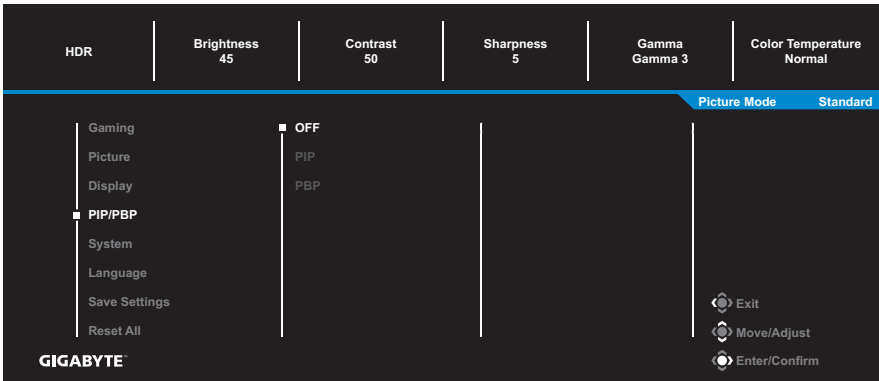 HDR
Brightness
45
Contrast
50
Sharpness
5
Gamma
Gamma 3
Color Temperature
Normal
Picture Mode Standard
Gaming
Picture
Display
PIP/PBP
System
Language
Save Settings
Reset All
OFF
PIP
PBP
Exit
Move/Adjust
Enter/Confirm
GIGABYTE™